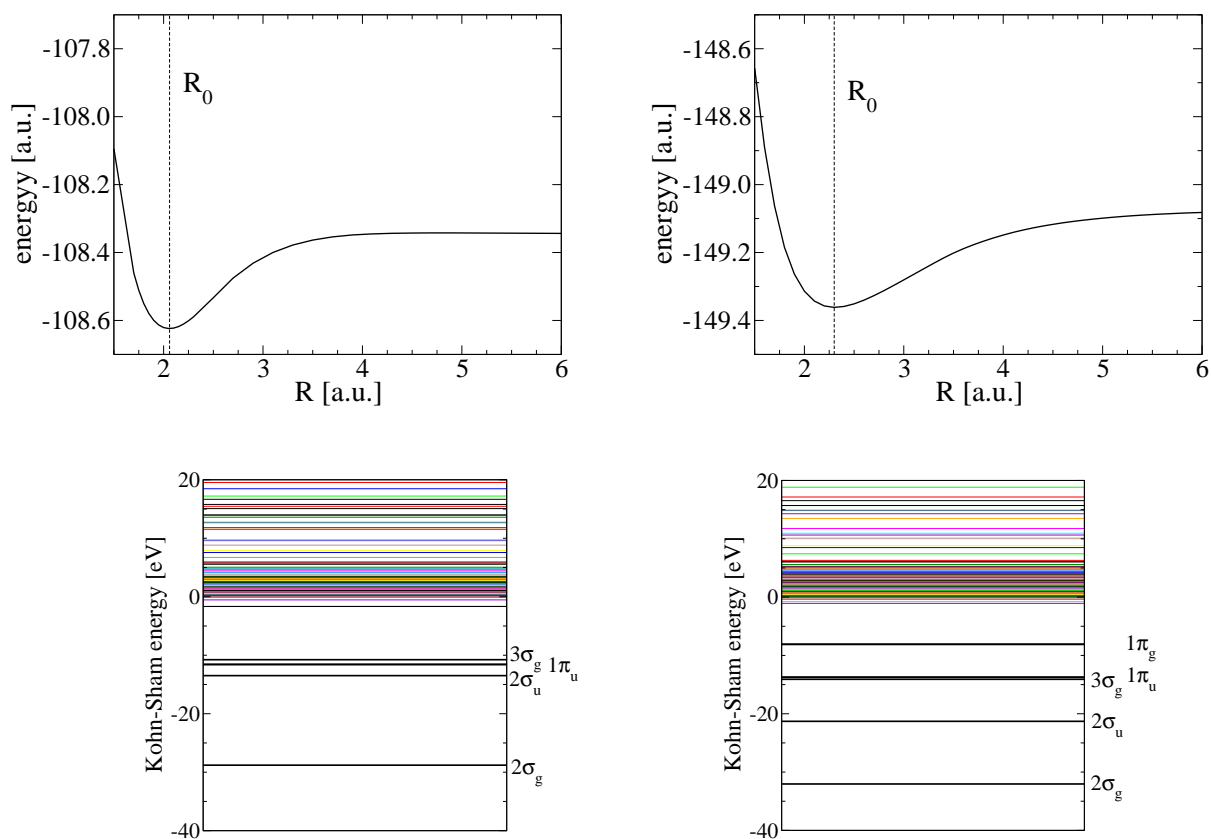 -107.8
-108.0
-108.2
-108.4
-108.6
energyy [a.u.]
R₀
2 3 4 5 6
R [a.u.]
-148.6
-148.8
-149.0
-149.2
-149.4
energyy [a.u.]
R₀
2 3 4 5 6
R [a.u.]
20
0
-20
-40
Kohn-Sham energy [eV]
3σg 1πu
2σu
2σg
20
0
-20
-40
Kohn-Sham energy [eV]
1πg
1πu
3σg
2σu
2σg